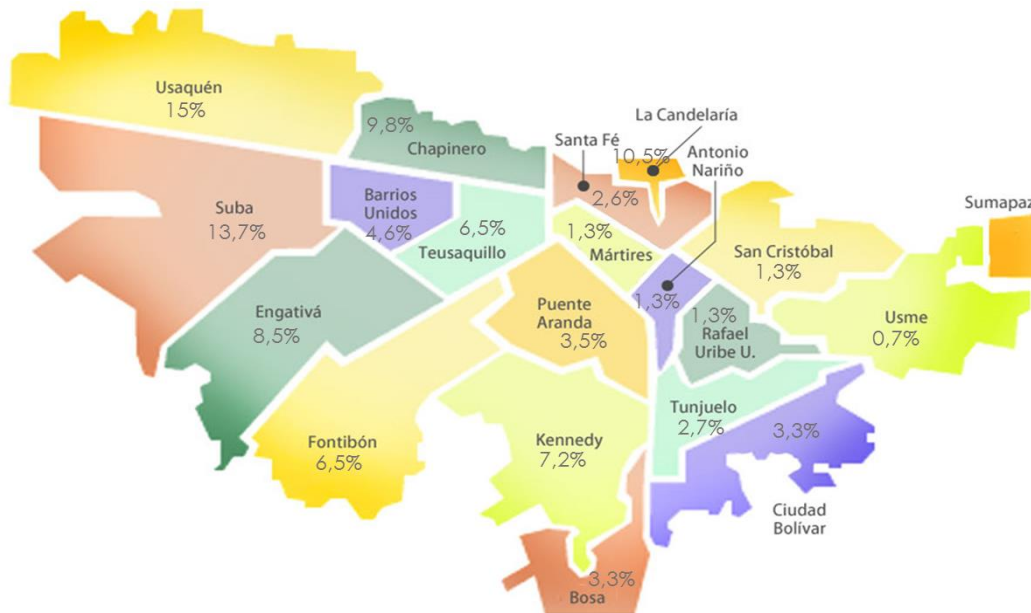 Usaquén
15%
9,8%
Chapinero
La Candelaría
Santa Fé
10,5%
Antonio
Nariño
2,6%
Suba
13,7%
Barrios
Unidos
4,6%
6,5%
Teusaquillo
1,3%
Mártires
Sumapaz
San Cristóbal
1,3%
Engativá
8,5%
Puente
Aranda
3,5%
1,3%
1,3%
Rafael
Uribe U.
Usme
0,7%
Tunjuelo
2,7%
3,3%
Fontibón
6,5%
Kennedy
7,2%
Ciudad
Bolívar
3,3%
Bosa